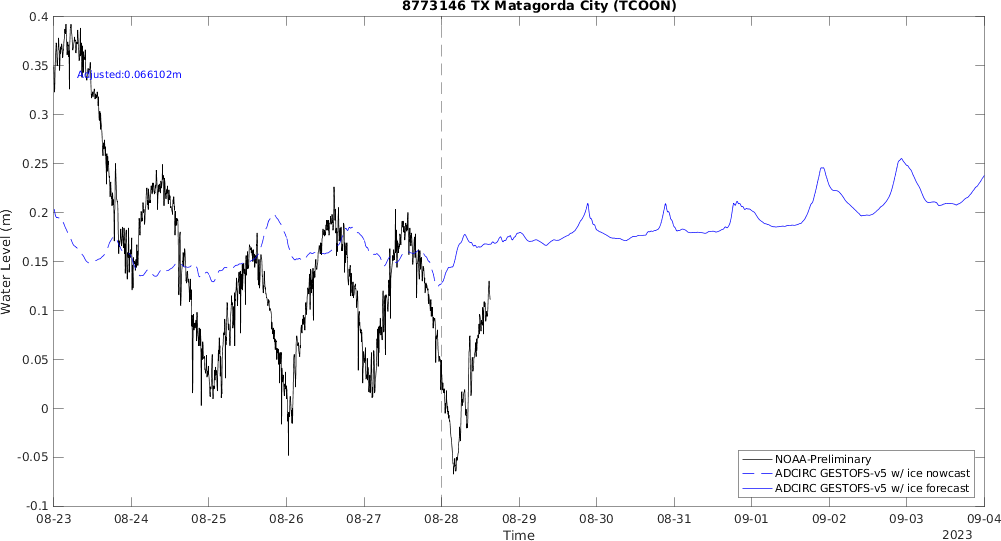 8773146 TX Matagorda City (TCOON)
0.4
0.35
0.3
0.25
0.2
0.15
0.1
0.05
0
-0.05
-0.1
Water Level (m)
Adjusted:0.066102m
NOAA-Preliminary
ADCIRC GESTOFS-v5 w/ ice nowcast
ADCIRC GESTOFS-v5 w/ ice forecast
08-23 08-24 08-25 08-26 08-27 08-28 08-29 08-30 08-31 09-01 09-02 09-03 09-04
Time
2023